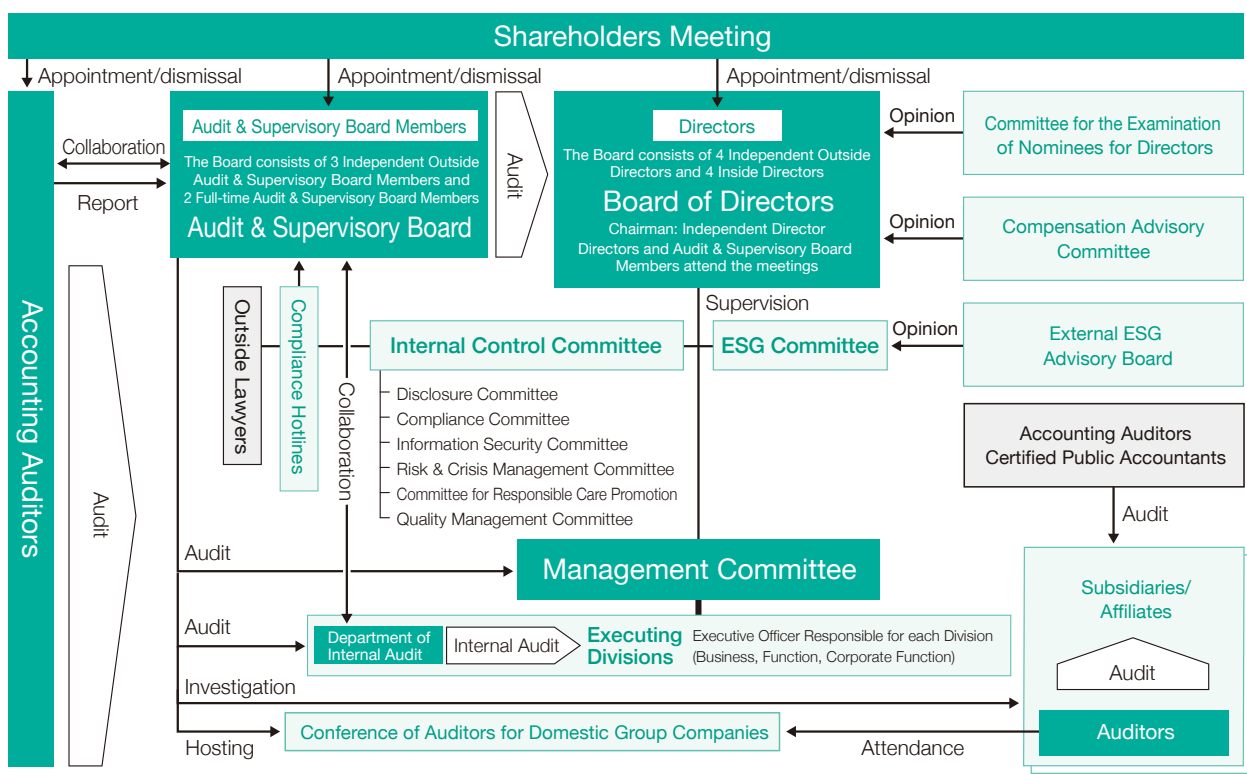 Shareholders Meeting
Appointment/dismissal
Appointment/dismissal
Appointment/dismissal
Accounting Auditors
Collaboration
Report
Audit & Supervisory Board Members
The Board consists of 3 Independent Outside
Audit & Supervisory Board Members and
2 Full-time Audit & Supervisory Board Members
Audit & Supervisory Board
Audit
Directors
The Board consists of 4 Independent Outside
Directors and 4 Inside Directors
Board of Directors
Chairman: Independent Director
Directors and Audit & Supervisory Board
Members attend the meetings
Opinion
Committee for the Examination
of Nominees for Directors
Opinion
Compensation Advisory
Committee
Supervision
Outside Lawyers
Compliance Hotlines
Collaboration
Internal Control Committee
ESG Committee
Opinion
External ESG
Advisory Board
Disclosure Committee
Compliance Committee
Information Security Committee
Risk & Crisis Management Committee
Committee for Responsible Care Promotion
Quality Management Committee
Accounting Auditors
Certified Public Accountants
Audit
Audit
Audit
Management Committee
Subsidiaries/
Affiliates
Audit
Auditors
Audit
Department of
Internal Audit
Internal Audit
Executing
Divisions
Executive Officer Responsible for each Division
(Business, Function, Corporate Function)
Investigation
Hosting
Conference of Auditors for Domestic Group Companies
Attendance